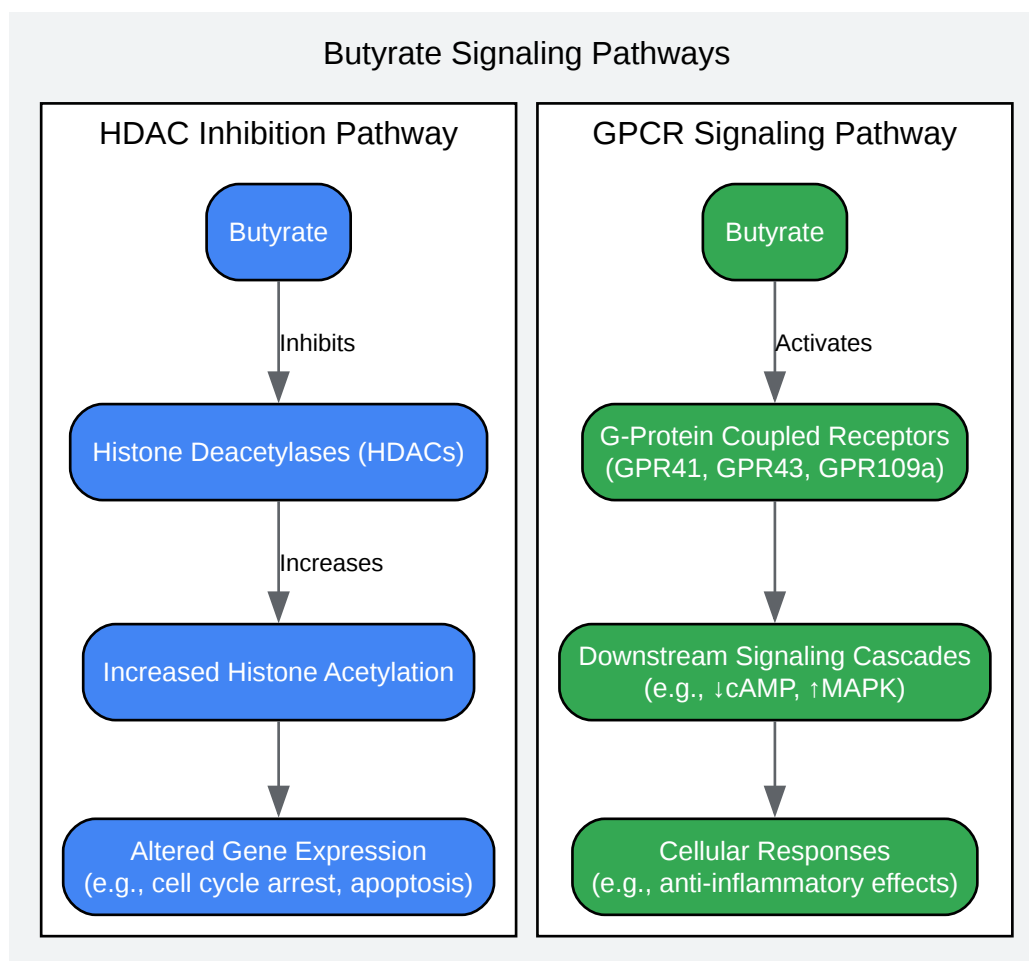 Butyrate Signaling Pathways
HDAC Inhibition Pathway
Butyrate
Inhibits
Histone Deacetylases (HDACs)
Increases
Increased Histone Acetylation
Altered Gene Expression
(e.g., cell cycle arrest, apoptosis)
GPCR Signaling Pathway
Butyrate
Activates
G-Protein Coupled Receptors
(GPR41, GPR43, GPR109a)
Downstream Signaling Cascades
(e.g., ↓cAMP, ↑MAPK)
Cellular Responses
(e.g., anti-inflammatory effects)